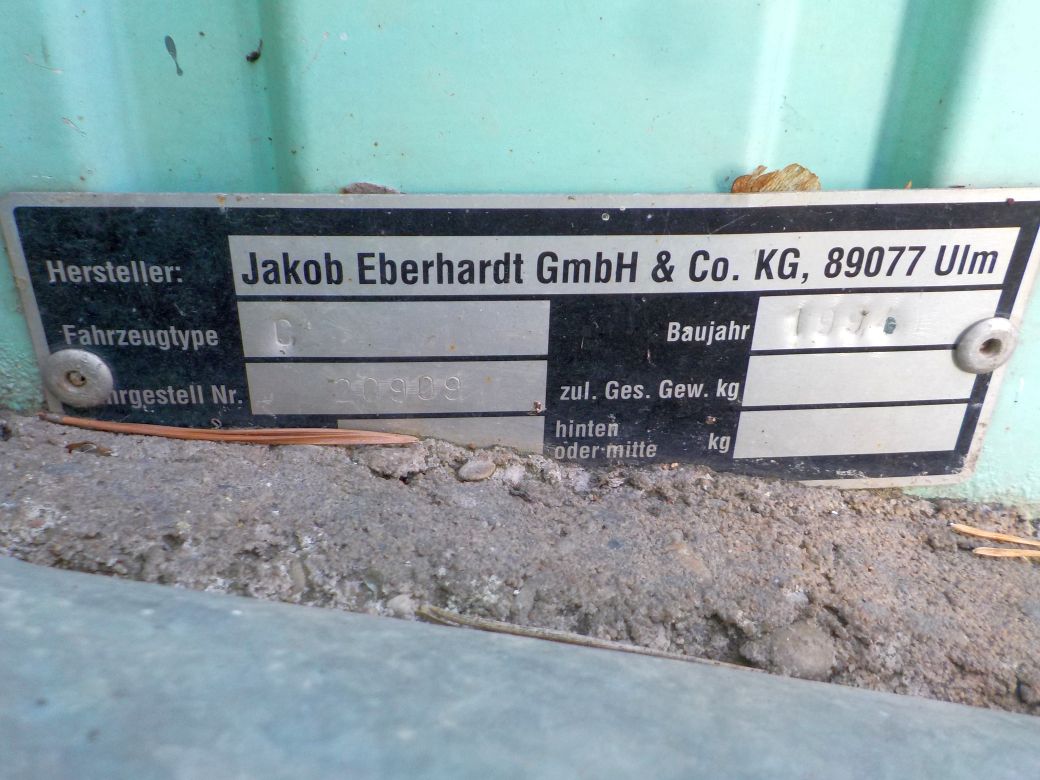 Hersteller: Jakob Eberhardt GmbH & Co. KG, 89077 Ulm
Fahrzeugtype C Baujahr
hrgestell Nr. 20909 zul. Ges. Gew. kg
hinten
oder mitte kg